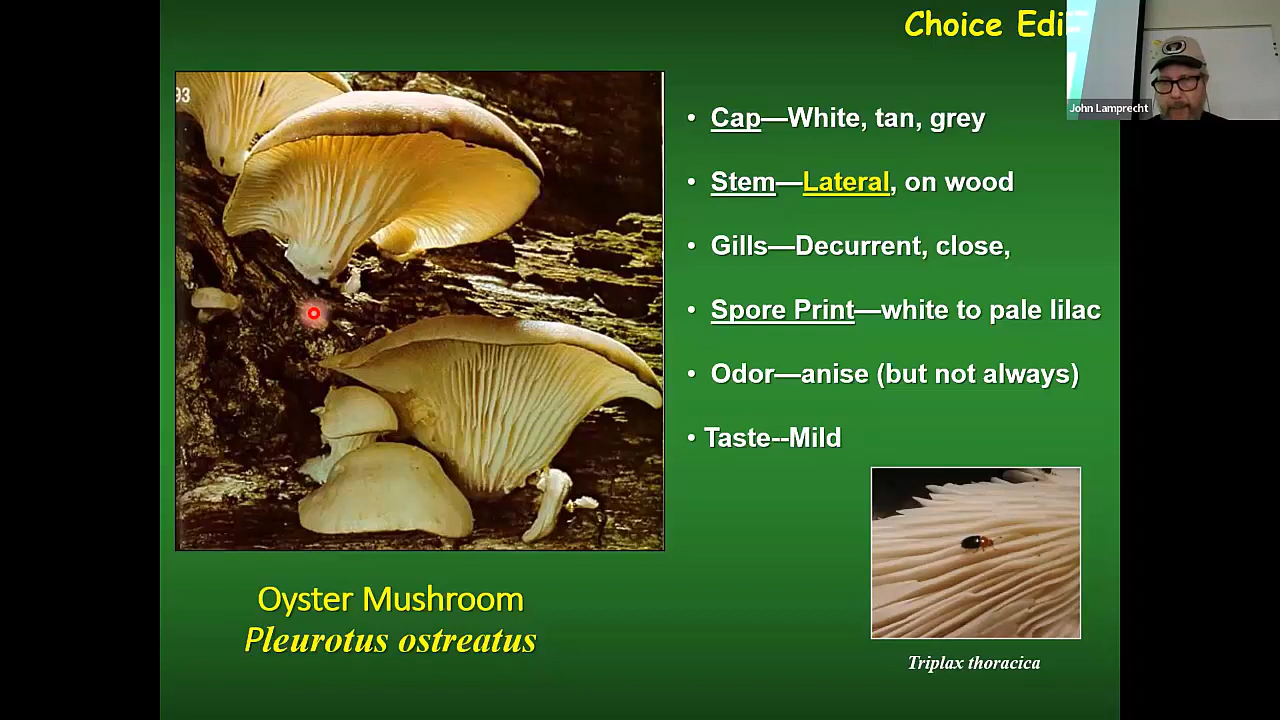 Choice Edi
John Lamprecht
93
• Cap—White, tan, grey
• Stem—Lateral, on wood
• Gills—Decurrent, close,
• Spore Print—white to pale lilac
• Odor—anise (but not always)
• Taste--Mild
Oyster Mushroom
Pleurotus ostreatus
Triplax thoracica